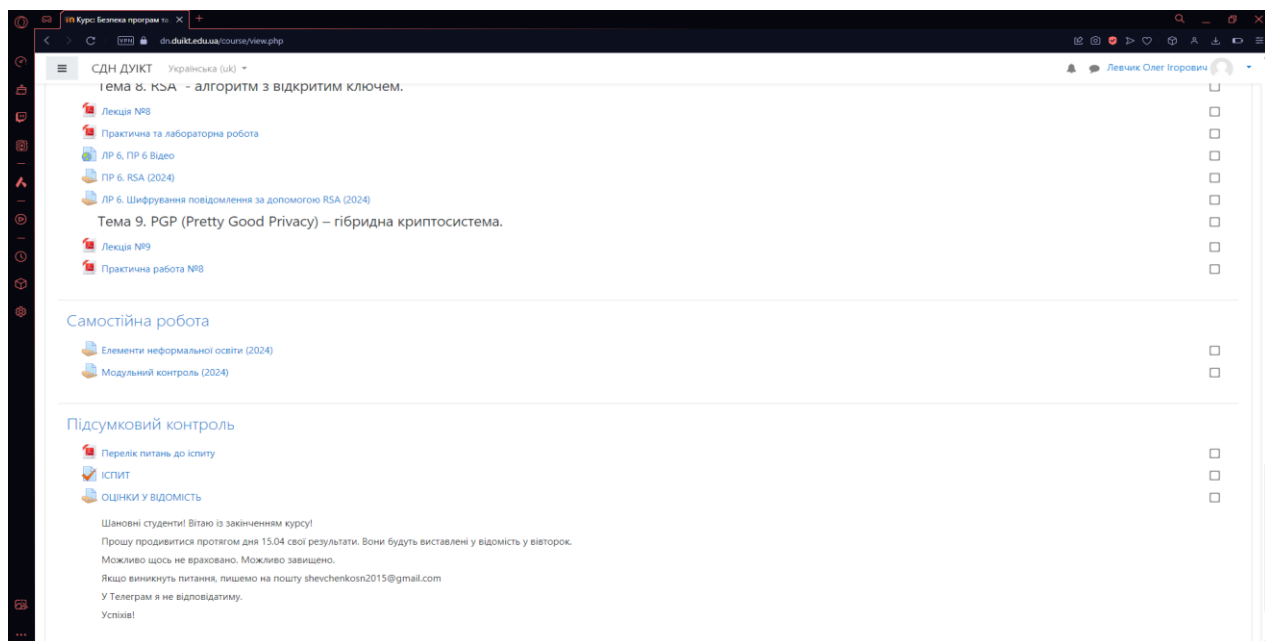 Курс: Безпека програм та
VPN dn.duikt.edu.ua/course/view.php
СДН ДУІКТ Українська (uk) Левчик Олег Ігорович
Тема 8. RSA - алгоритм з відкритим ключем.
Лекція №8
Практична та лабораторна робота
ЛР 6, ПР 6 Відео
ПР 6. RSA (2024)
ЛР 6. Шифрування повідомлення за допомогою RSA (2024)
Тема 9. PGP (Pretty Good Privacy) – гібридна криптосистема.
Лекція №9
Практична работа №8
Самостійна робота
Елементи неформальної освіти (2024)
Модульний контроль (2024)
Підсумковий контроль
Перелік питань до іспиту
ІСПИТ
ОЦІНКИ У ВІДОМІСТЬ
Шановні студенти! Вітаю із закінченням курсу!
Прошу продивитися протягом дня 15.04 свої результати. Вони будуть виставлені у відомість у вівторок.
Можливо щось не враховано. Можливо завищено.
Якщо виникнуть питання, пишемо на пошту shevchenkosn2015@gmail.com
У Телеграм я не відповідатиму.
Успіхів!